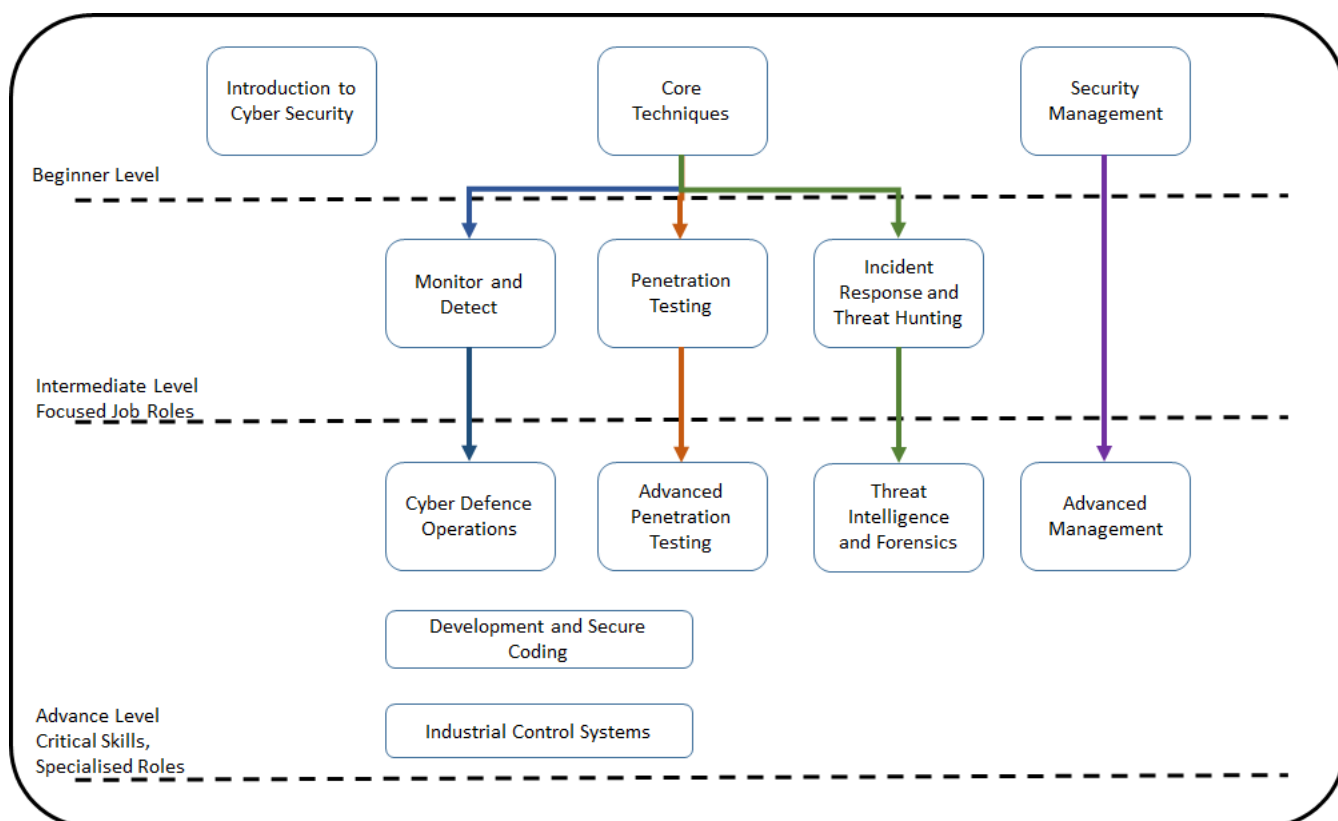 Introduction to
Cyber Security
Core
Techniques
Security
Management
Beginner Level
Monitor and
Detect
Penetration
Testing
Incident
Response and
Threat Hunting
Intermediate Level
Focused Job Roles
Cyber Defence
Operations
Advanced
Penetration
Testing
Threat
Intelligence
and Forensics
Advanced
Management
Development and Secure
Coding
Industrial Control Systems
Advance Level
Critical Skills,
Specialised Roles